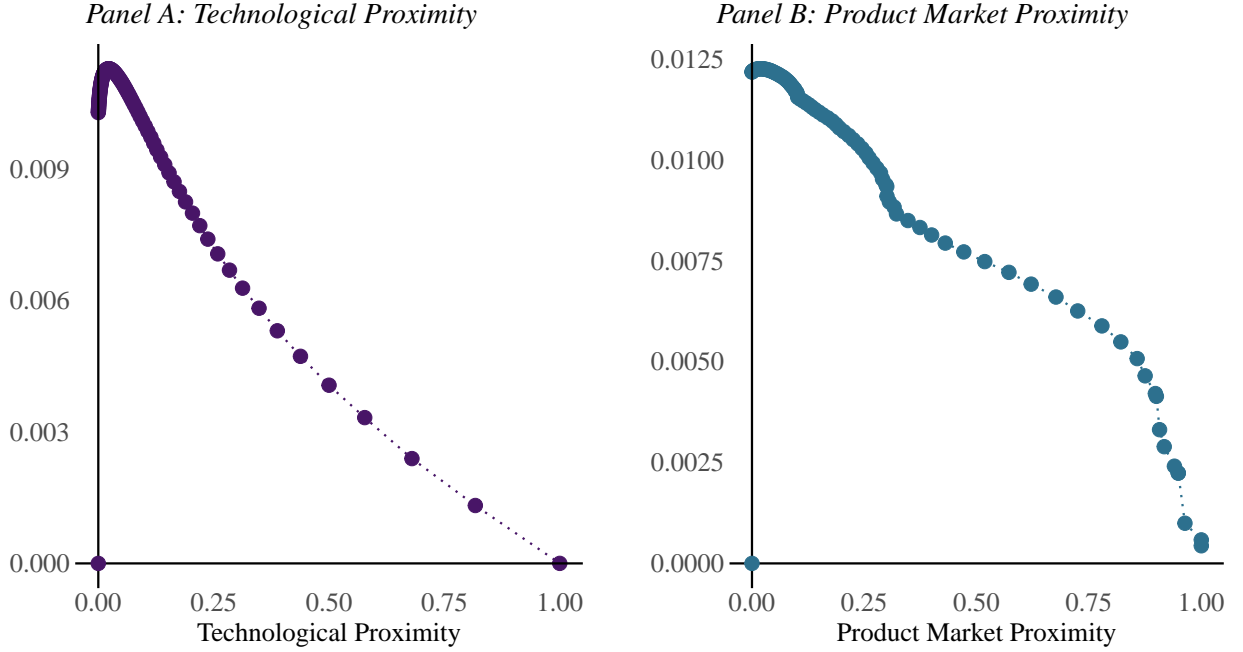 Panel A: Technological Proximity
0.009
0.006
0.003
0.000
0.00 0.25 0.50 0.75 1.00
Technological Proximity
Panel B: Product Market Proximity
0.0125
0.0100
0.0075
0.0050
0.0025
0.0000
0.00 0.25 0.50 0.75 1.00
Product Market Proximity